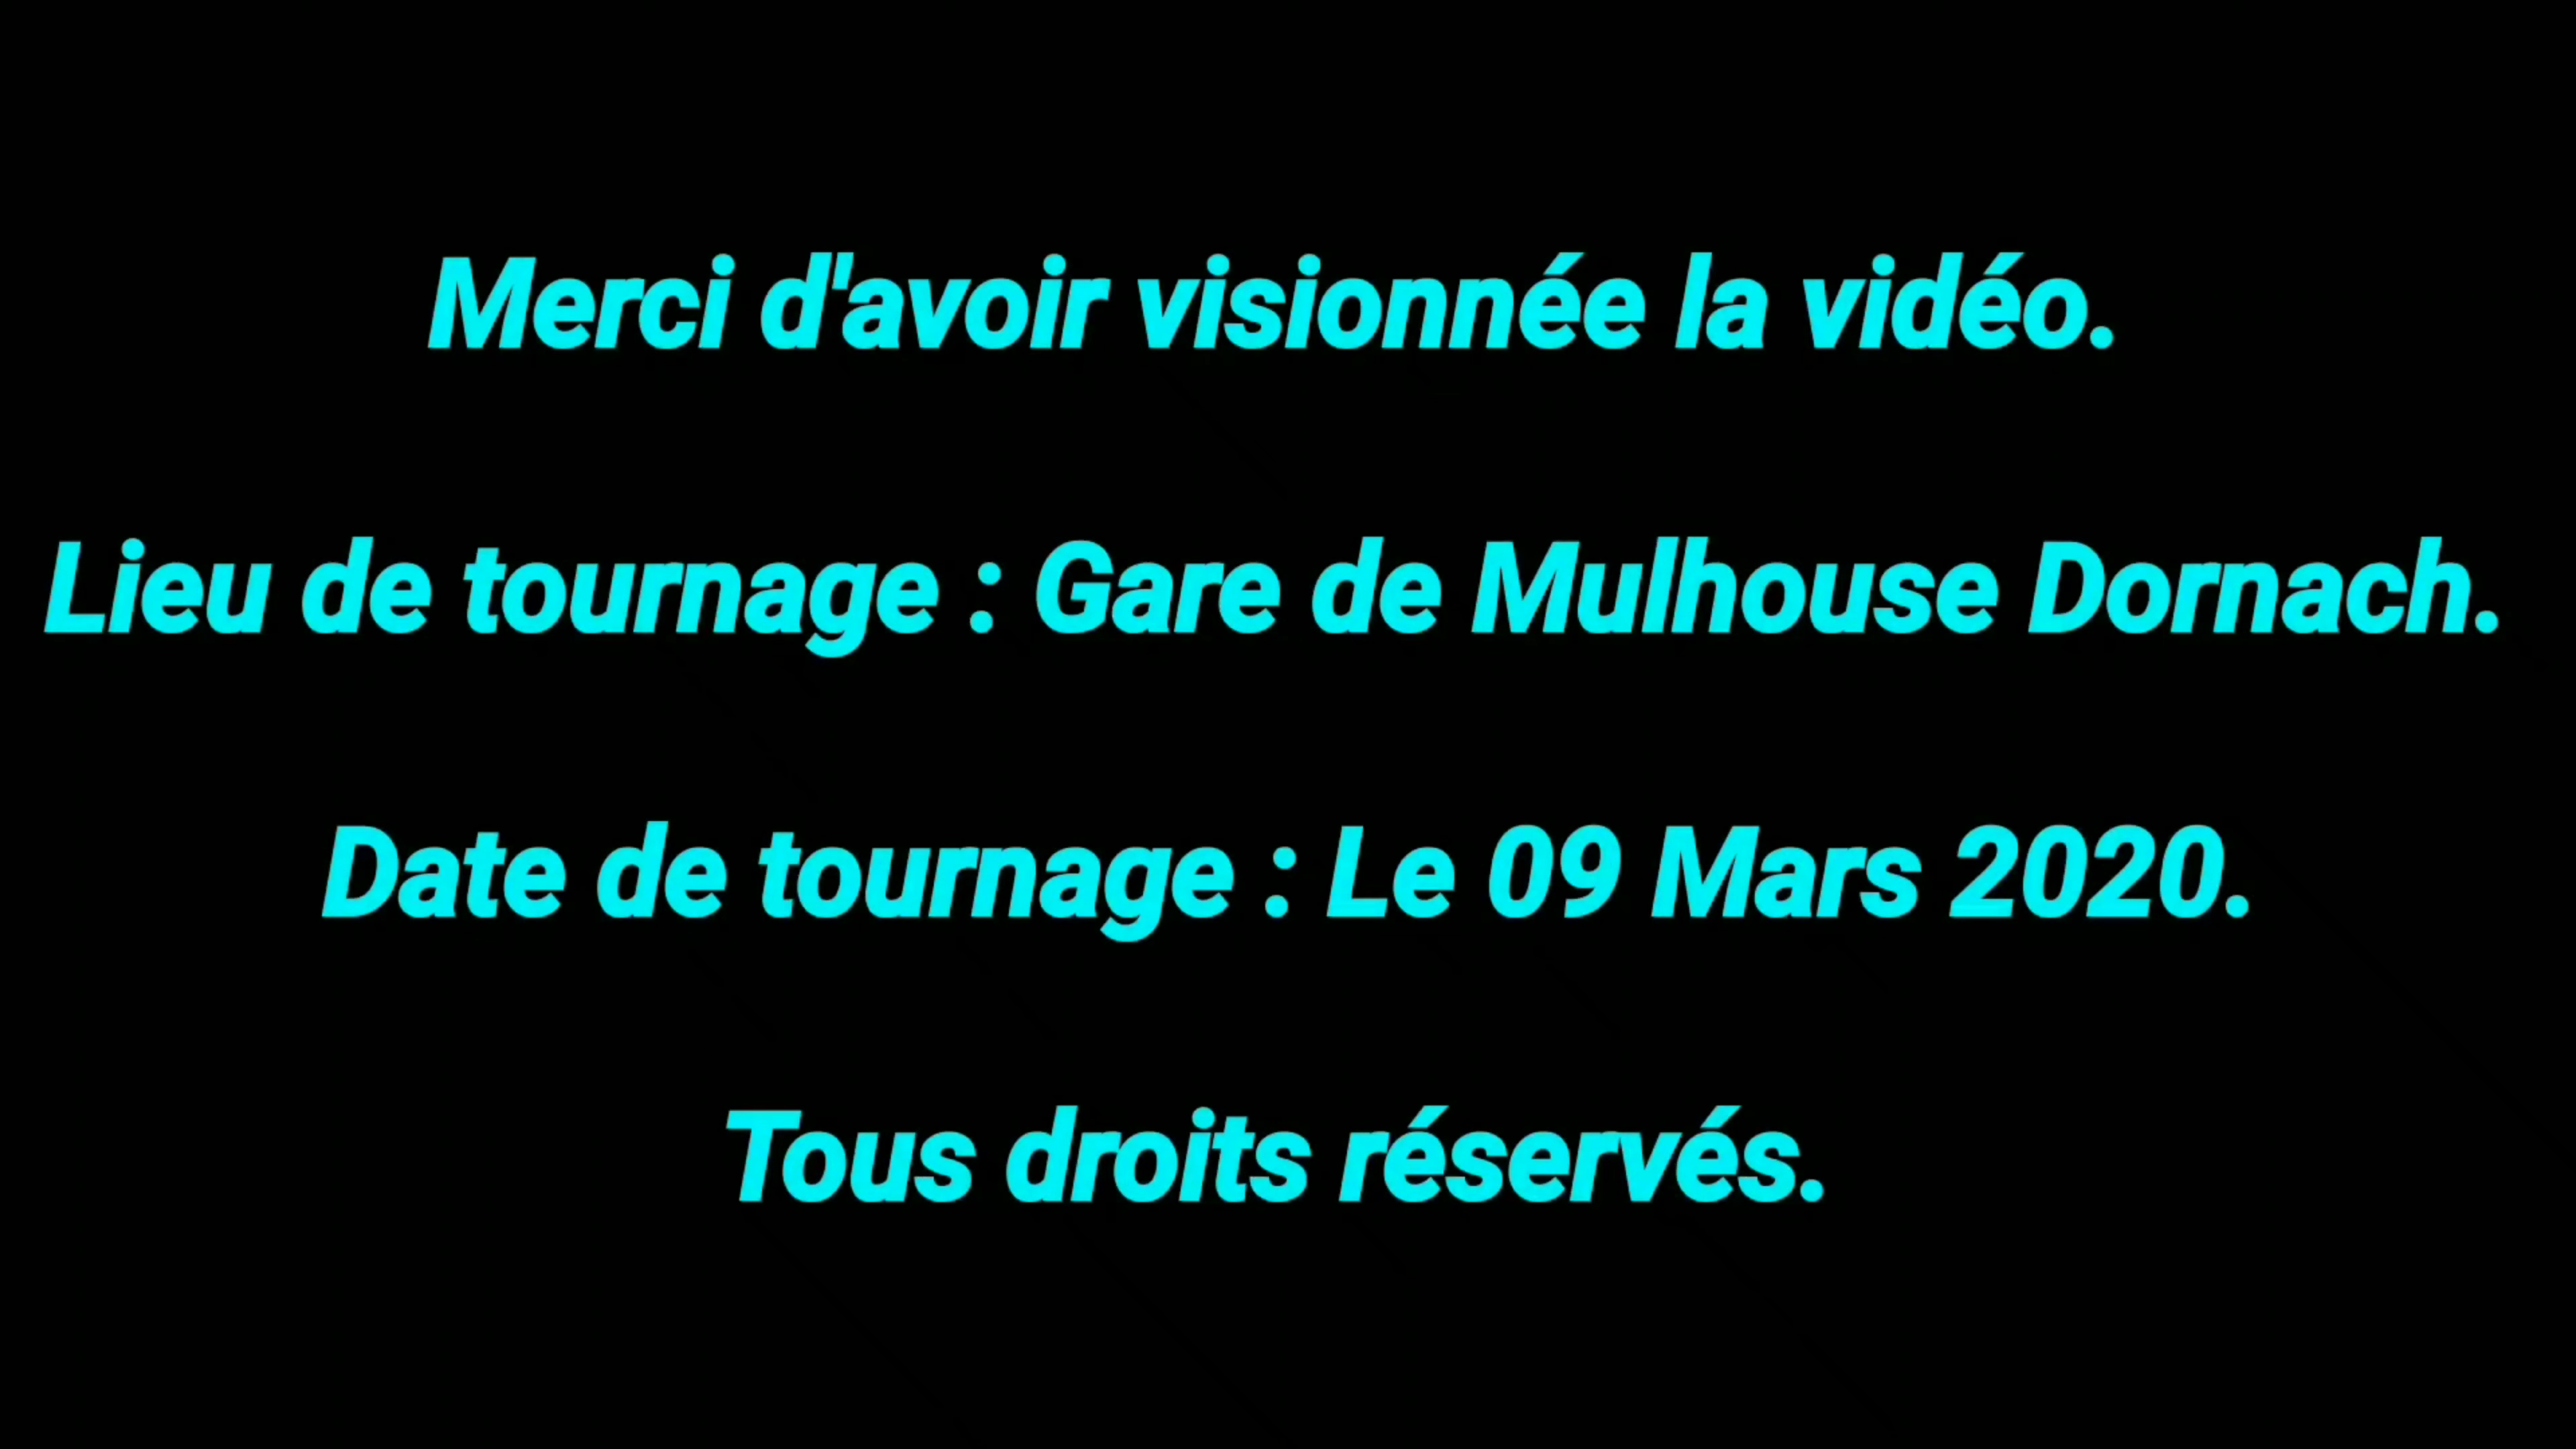 Merci d'avoir visionnée la vidéo.
Lieu de tournage : Gare de Mulhouse Dornach.
Date de tournage : Le 09 Mars 2020.
Tous droits réservés.